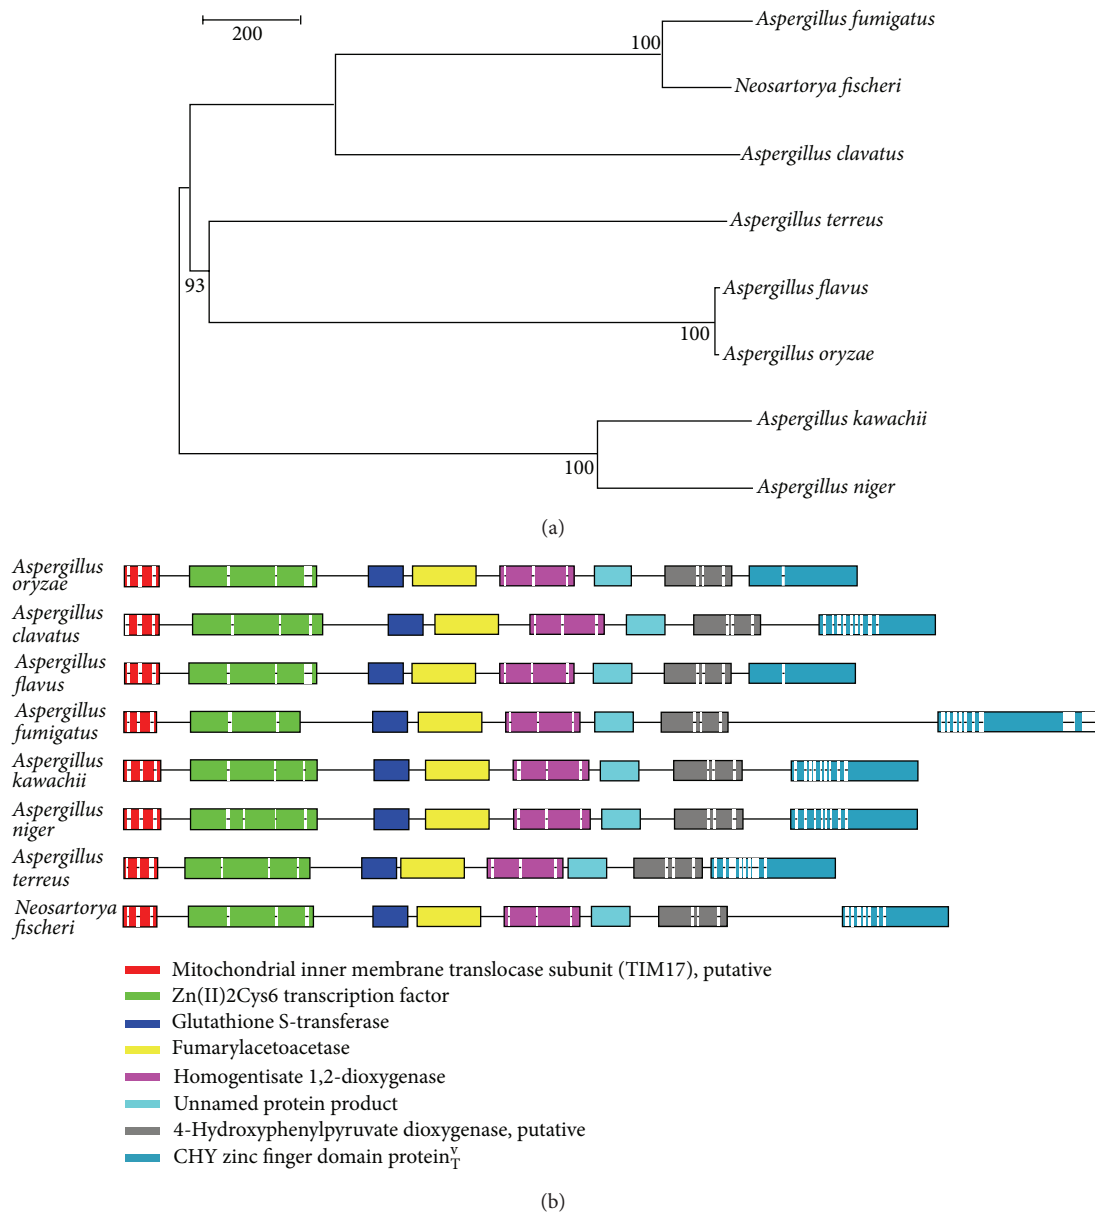 200
100
Aspergillus fumigatus
Neosartorya fischeri
Aspergillus clavatus
Aspergillus terreus
93
Aspergillus flavus
100
Aspergillus oryzae
Aspergillus kawachii
100
Aspergillus niger
(a)
Aspergillus
oryzae
Aspergillus
clavatus
Aspergillus
flavus
Aspergillus
fumigatus
Aspergillus
kawachii
Aspergillus
niger
Aspergillus
terreus
Neosartorya
fischeri
Mitochondrial inner membrane translocase subunit (TIM17), putative
Zn(II)2Cys6 transcription factor
Glutathione S-transferase
Fumarylacetoacetase
Homogentisate 1,2-dioxygenase
Unnamed protein product
4-Hydroxyphenylpyruvate dioxygenase, putative
CHY zinc finger domain protein v T
(b)